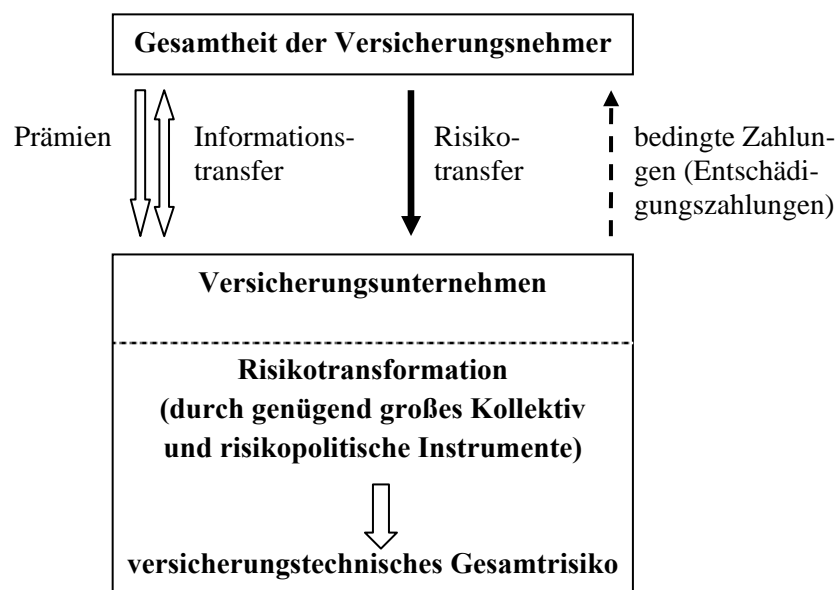 Gesamtheit der Versicherungsnehmer
Prämien
Informations-
transfer
Risiko-
transfer
bedingte Zahlun-
gen (Entschädi-
gungszahlungen)
Versicherungsunternehmen
Risikotransformation
(durch genügend großes Kollektiv
und risikopolitische Instrumente)
versicherungstechnisches Gesamtrisiko